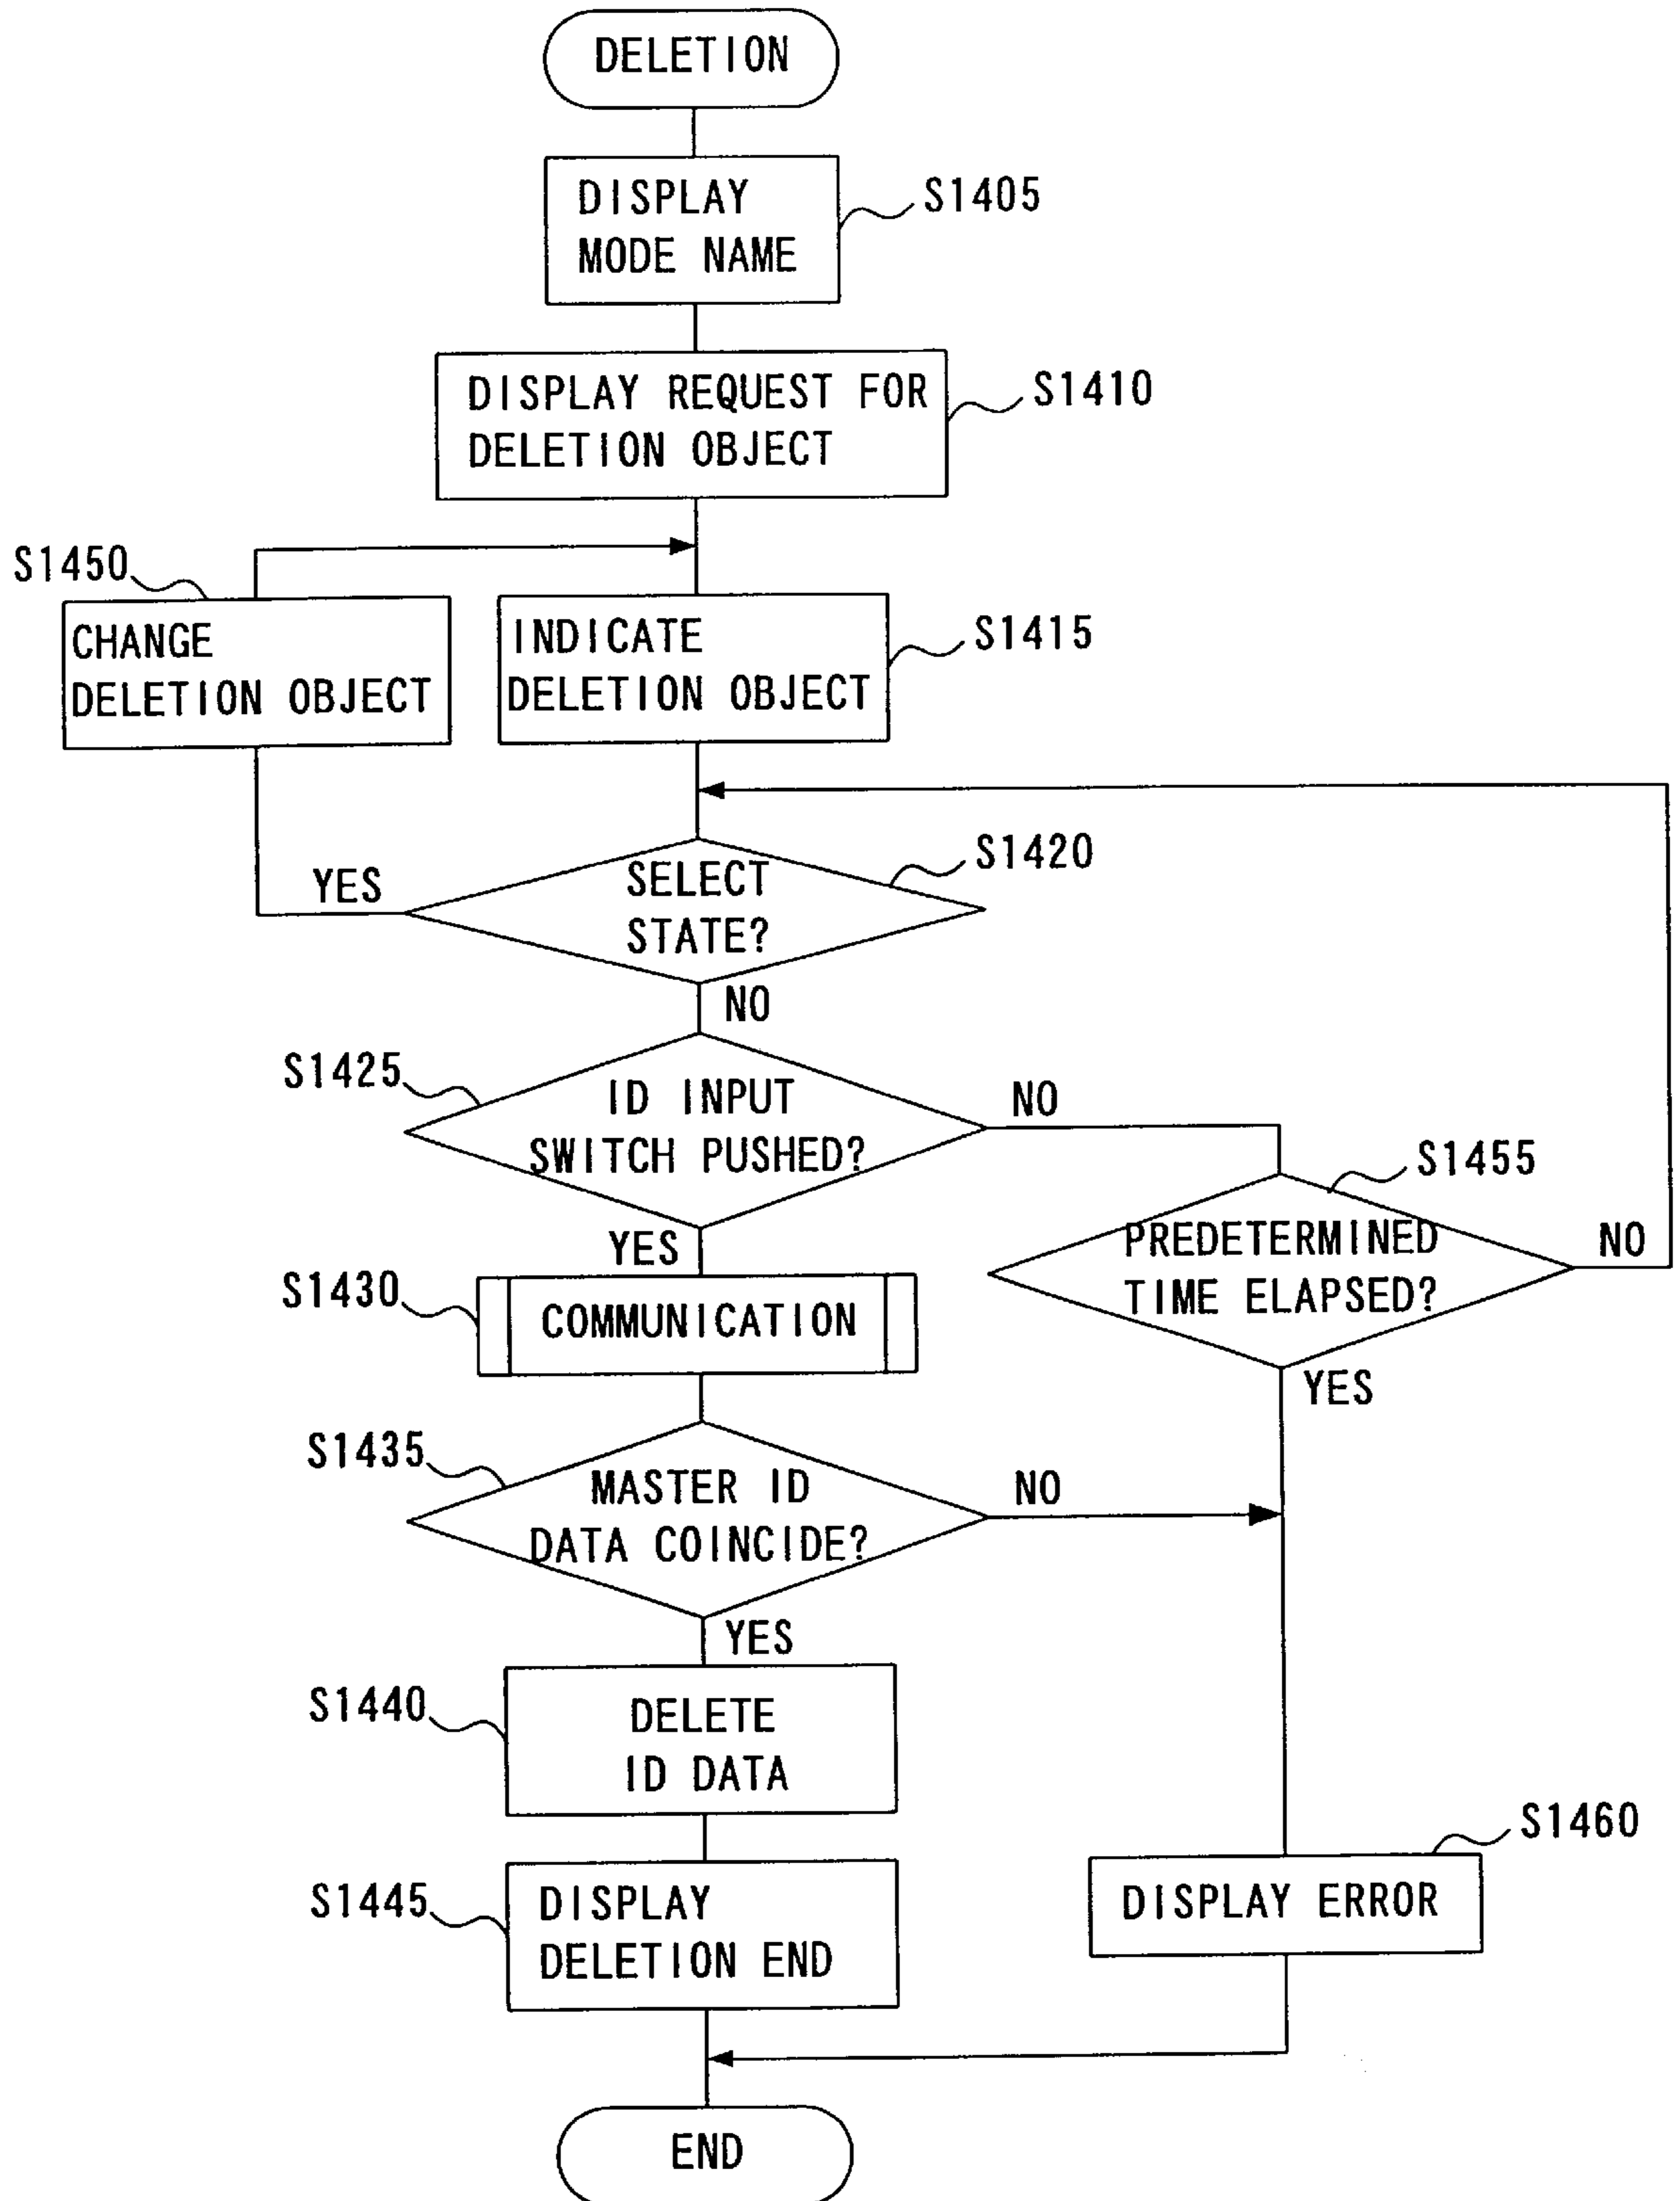 DELETION
DISPLAY
MODE NAME
S1405
DISPLAY REQUEST FOR
DELETION OBJECT
S1410
S1450
CHANGE
DELETION OBJECT
INDICATE
DELETION OBJECT
S1415
SELECT
STATE?
S1420
YES
NO
S1425
ID INPUT
SWITCH PUSHED?
NO
YES
S1455
PREDETERMINED
TIME ELAPSED?
NO
YES
S1430
COMMUNICATION
S1435
MASTER ID
DATA COINCIDE?
NO
YES
S1440
DELETE
ID DATA
S1445
DISPLAY
DELETION END
S1460
DISPLAY ERROR
END